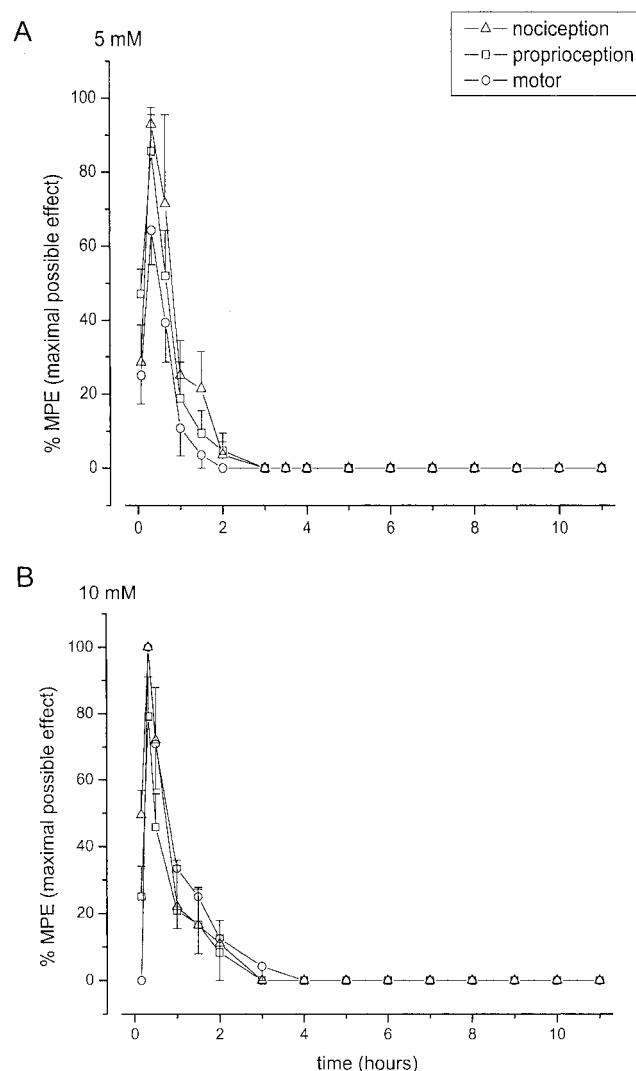 A
5 mM
nociception
proprioception
motor
% MPE (maximal possible effect)
100
80
60
40
20
0
0 2 4 6 8 10
B
10 mM
% MPE (maximal possible effect)
100
80
60
40
20
0
0 2 4 6 8 10
time (hours)